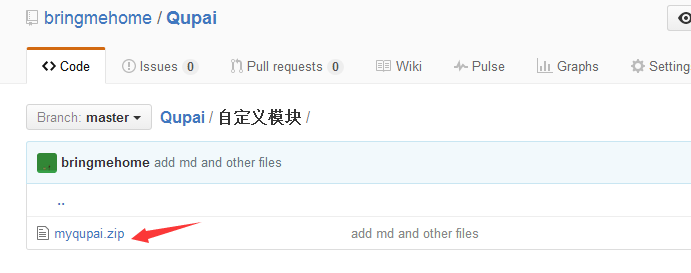 bringmehome / Qupai
Code Issues 0 Pull requests 0 Wiki Pulse Graphs Setting
Branch: master Qupai / 自定义模块 /
bringmehome add md and other files
..
myqupai.zip add md and other files